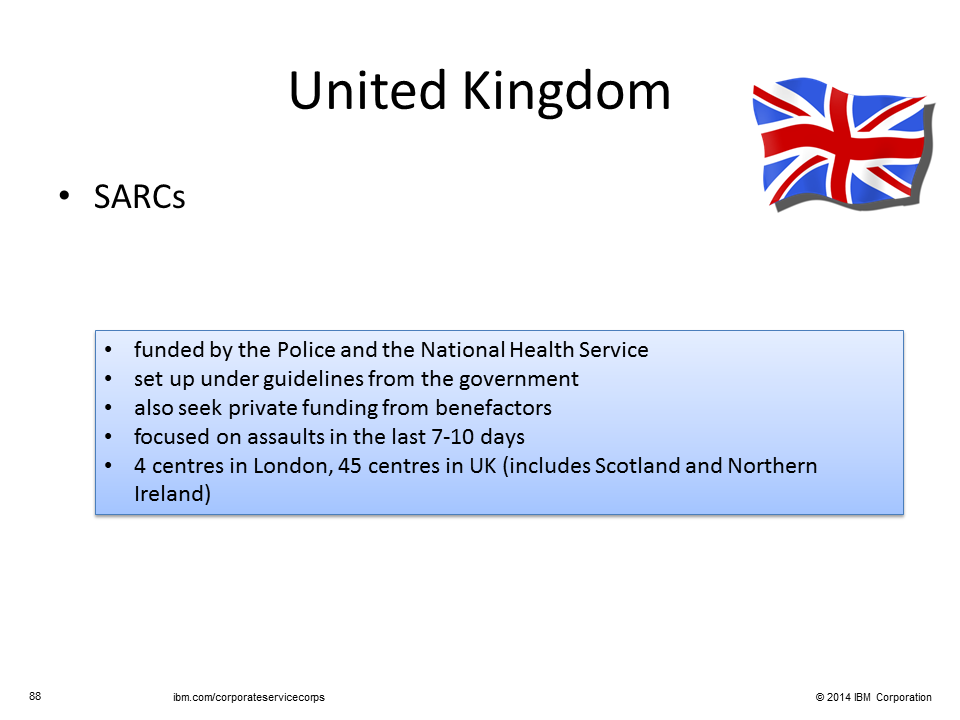 United Kingdom
• SARCs
• funded by the Police and the National Health Service
• set up under guidelines from the government
• also seek private funding from benefactors
• focused on assaults in the last 7-10 days
• 4 centres in London, 45 centres in UK (includes Scotland and Northern
Ireland)
88 ibm.com/corporateservicecorps © 2014 IBM Corporation